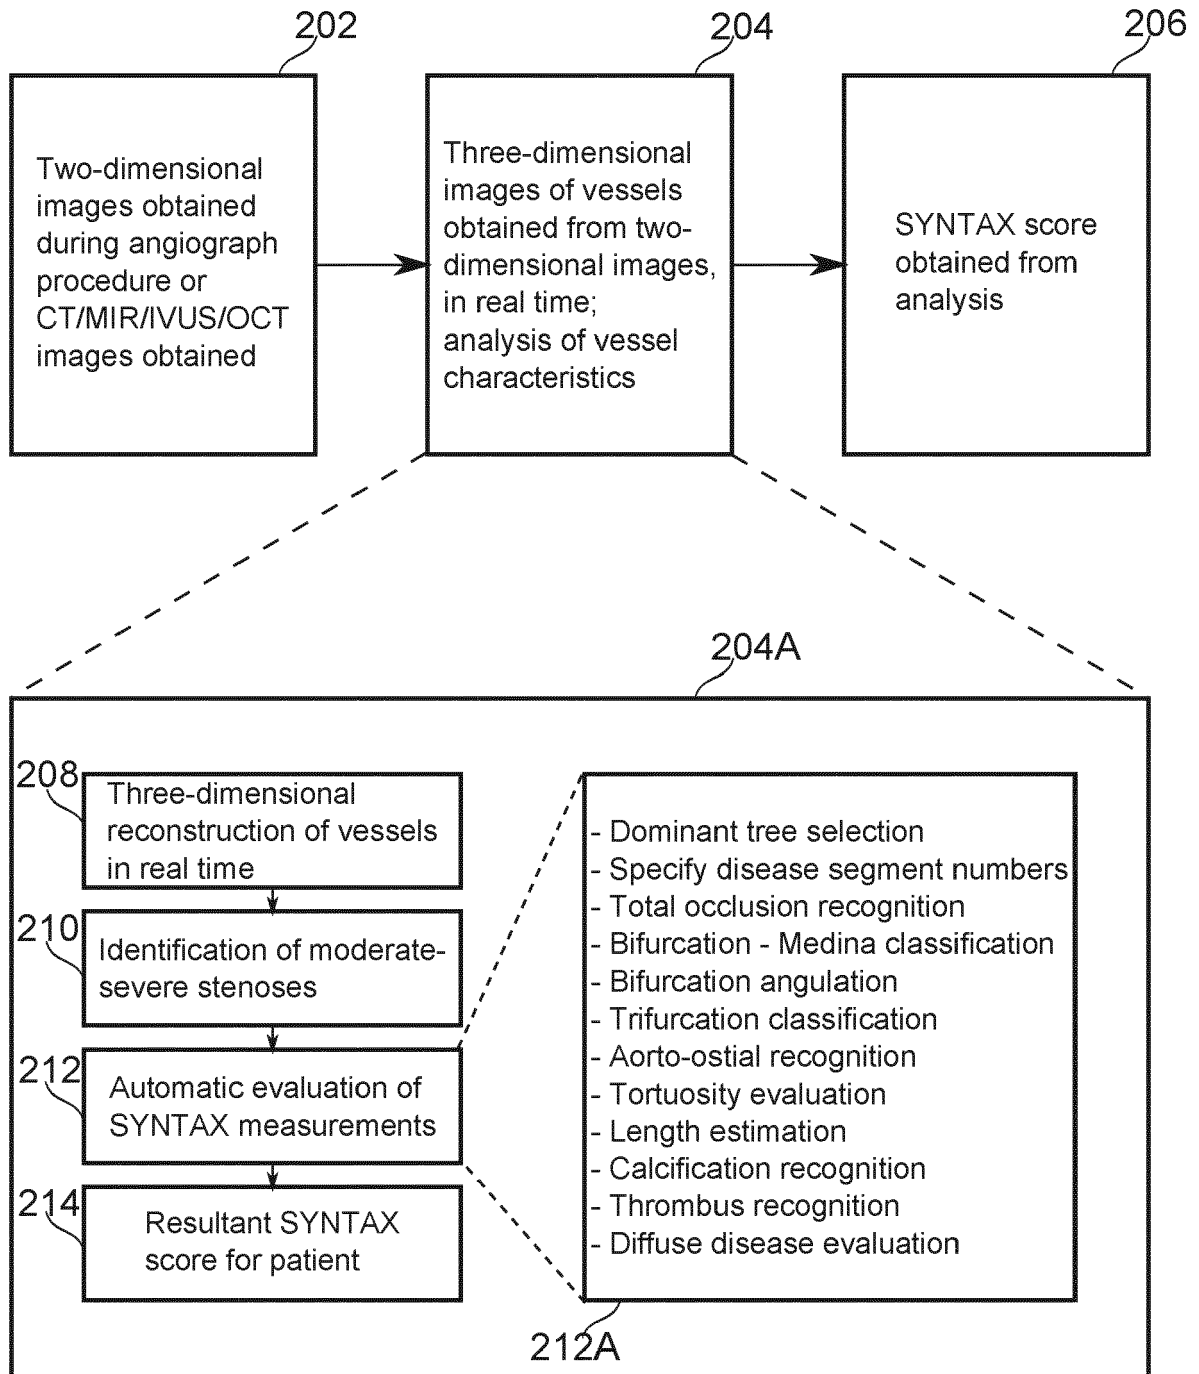 202
204
206
Two-dimensional
images obtained
during angiograph
procedure or
CT/MIR/IVUS/OCT
images obtained
Three-dimensional
images of vessels
obtained from two-
dimensional images,
in real time;
analysis of vessel
characteristics
SYNTAX score
obtained from
analysis
204A
208
Three-dimensional
reconstruction of vessels
in real time
210
Identification of moderate-
severe stenoses
212
Automatic evaluation of
SYNTAX measurements
214
Resultant SYNTAX
score for patient
- Dominant tree selection
- Specify disease segment numbers
- Total occlusion recognition
- Bifurcation - Medina classification
- Bifurcation angulation
- Trifurcation classification
- Aorto-ostial recognition
- Tortuosity evaluation
- Length estimation
- Calcification recognition
- Thrombus recognition
- Diffuse disease evaluation
212A